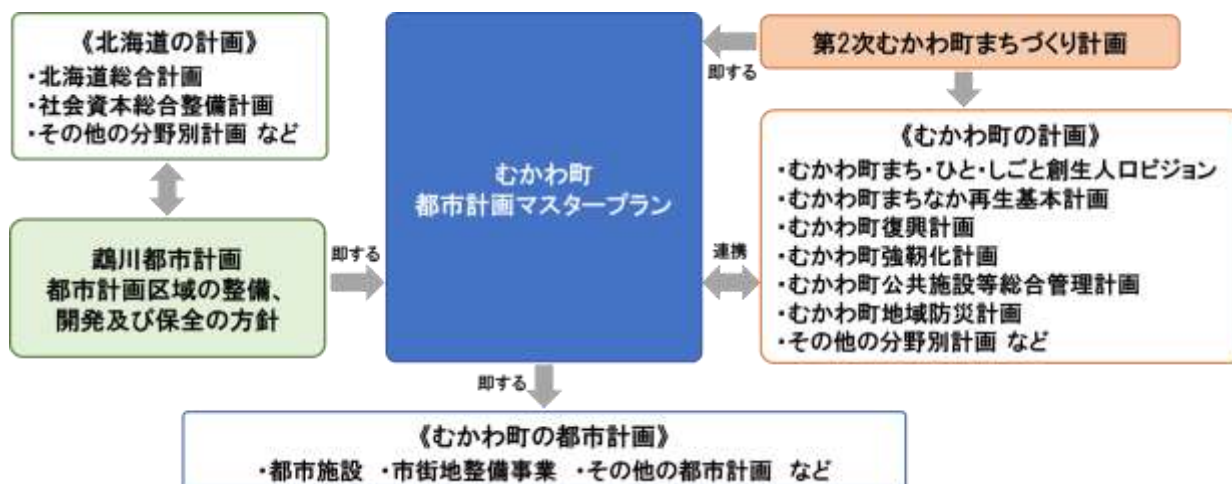 《北海道の計画》
・北海道総合計画
・社会資本総合整備計画
・その他の分野別計画 など
鵡川都市計画
都市計画区域の整備、
開発及び保全の方針
即する
むかわ町
都市計画マスタープラン
第2次むかわ町まちづくり計画
即する
《むかわ町の計画》
・むかわ町まち・ひと・しごと創生人口ビジョン
・むかわ町まちなか再生基本計画
・むかわ町復興計画
・むかわ町強靭化計画
・むかわ町公共施設等総合管理計画
・むかわ町地域防災計画
・その他の分野別計画 など
連携
即する
《むかわ町の都市計画》
・都市施設 ・市街地整備事業 ・その他の都市計画 など